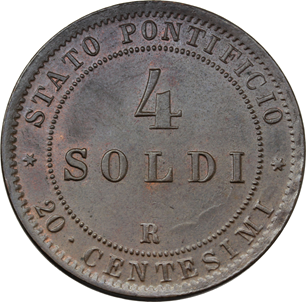 STATO PONTIFICIO
4
SOLDI
R
* 20 · CENTESIMI *